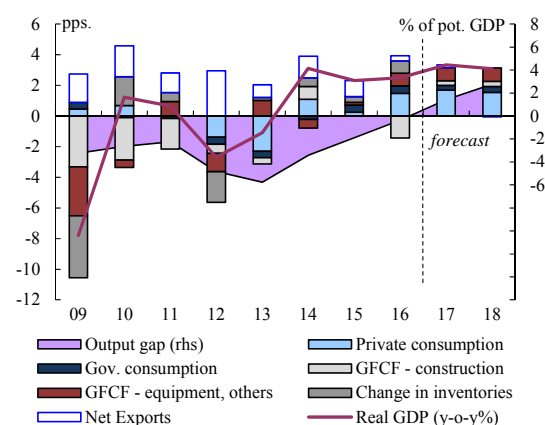 pps.
% of pot. GDP
6
4
2
0
-2
-4
-6
-8
-10
-12
8
6
4
2
0
-2
-4
-6
forecast
09 10 11 12 13 14 15 16 17 18
Output gap (rhs) Private consumption
Gov. consumption GFCF - construction
GFCF - equipment, others Change in inventories
Net Exports Real GDP (y-o-y%)